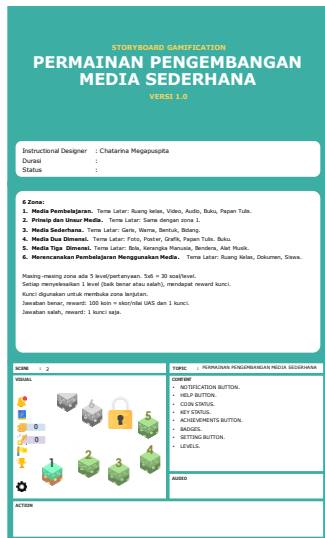 STORYBOARD GAMIFICATION
PERMAINAN PENGEMBANGAN
MEDIA SEDERHANA
VERSI 1.0
Instructional Designer : Chatarina Megapuspita
Durasi :
Status :
6 Zona:
1. Media Pembelajaran. Tema Latar: Ruang kelas, Video, Audio, Buku, Papan Tulis.
2. Prinsip dan Unsur Media. Tema Latar: Sama dengan zona 1.
3. Media Sederhana. Tema Latar: Garis, Warna, Bentuk, Bidang.
4. Media Dua Dimensi. Tema Latar: Foto, Poster, Grafik, Papan Tulis. Buku.
5. Media Tiga Dimensi. Tema Latar: Bola, Kerangka Manusia, Bendera, Alat Musik.
6. Merencanakan Pembelajaran Menggunakan Media. Tema Latar: Ruang Kelas, Dokumen, Siswa.
Masing-masing zona ada 5 level/pertanyaan. 5x6 = 30 soal/level.
Setiap menyelesaikan 1 level (baik benar atau salah), mendapat reward kunci.
Kunci digunakan untuk membuka zona lanjutan.
Jawaban benar, reward: 100 koin = skor/nilai UAS dan 1 kunci.
Jawaban salah, reward: 1 kunci saja.
SCENE : 2
TOPIC : PERMAINAN PENGEMBANGAN MEDIA SEDERHANA
VISUAL
0
0
6
5
1
2
3
4
CONTENT
• NOTIFICATION BUTTON.
• HELP BUTTON.
• COIN STATUS.
• KEY STATUS.
• ACHIEVEMENTS BUTTON.
• BADGES.
• SETTING BUTTON.
• LEVELS.
AUDIO
ACTION